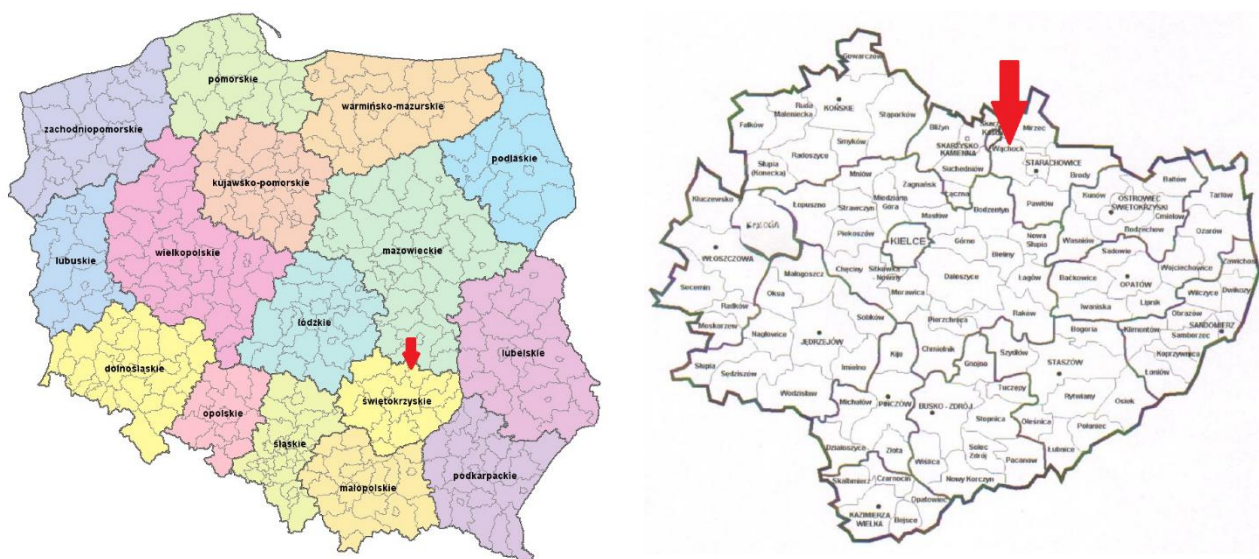 pomorskie
warmińsko-mazurskie
zachodniopomorskie
podlaskie
kujawsko-pomorskie
mazowieckie
wielkopolskie
lubuskie
łódzkie
lubelskie
dolnośląskie
świętokrzyskie
opolskie
śląskie
podkarpackie
małopolskie
Gowarczów
Ruda
Maleniecka
KOŃSKIE
Stąporków
Fałków
Smyków
Radoszyce
Słupia
(Konecka)
Bliżyn
Mirzec
SKARŻYSKO
KAMIENNA
Wąchock
STARACHOWICE
Suchedniów
Brody
Mniów
Zagnańsk
Łączna
Bałtów
Kluczewsko
Łopuszno
Strawczyn
Miedziana
Góra
Masłów
Bodzentyn
Pawłów
Kunów
OSTROWIEC
ŚWIĘTOKRZYSKI
Ćmielów
Tarłów
Bodzechów
Ożarów
Piekoszów
KIELCE
Górno
Bieliny
Nowa
Słupia
Waśniów
Sadowie
WŁOSZCZOWA
Małogoszcz
Chęciny
Sitkówka
Nowiny
Daleszyce
Łagów
Baćkowice
OPATÓW
Wojciechowice
Secemin
Oksa
Morawica
Iwaniska
Lipnik
Wilczyce
Dwikozy
Radków
Moskorzew
Nagłowice
Sobków
Pierzchnica
Raków
Obrazów
SANDOMIERZ
Samborzec
JĘDRZEJÓW
Bogoria
Klimontów
Kije
Chmielnik
Gnojno
Szydłów
STASZÓW
Koprzywnica
Słupia
Sędziszów
Imielno
Łoniów
Wodzisław
Michałów
PIŃCZÓW
BUSKO - ZDRÓJ
Tuczępy
Rytwiany
Osiek
Stopnica
Oleśnica
Połaniec
Działoszyce
Złota
Wiślica
Solec
Zdrój
Pacanów
Łubnice
Skalbmierz
Czarnocin
Nowy Korczyn
Opatowiec
KAZIMIERZA
WIELKA
Bejsce